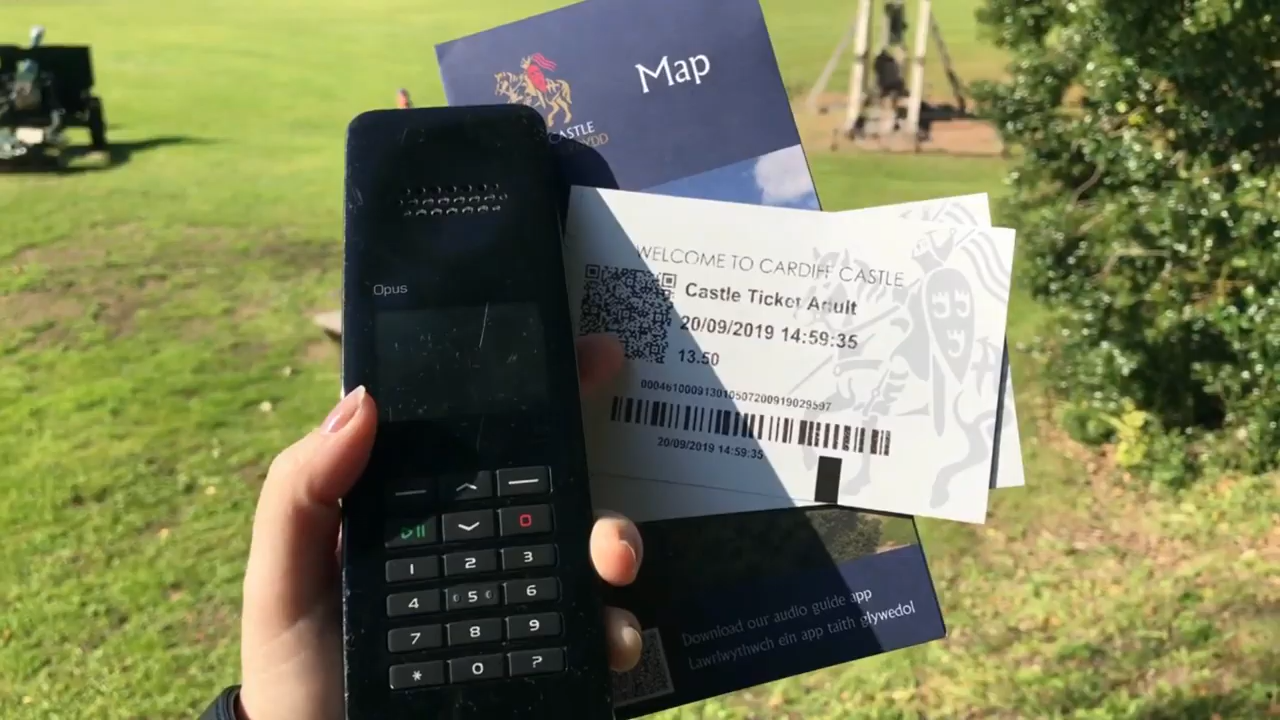 Map
CASTLE
Opus
WELCOME TO CARDIFF CASTLE
Castle Ticket Adult
20/09/2019 14:59:35
13.50
20/09/2019 14:59:35
1 2 3
4 5 6
7 8 9
* 0 ?
Download our audio guide app
Lawrlwythwch ein app taith glywedol